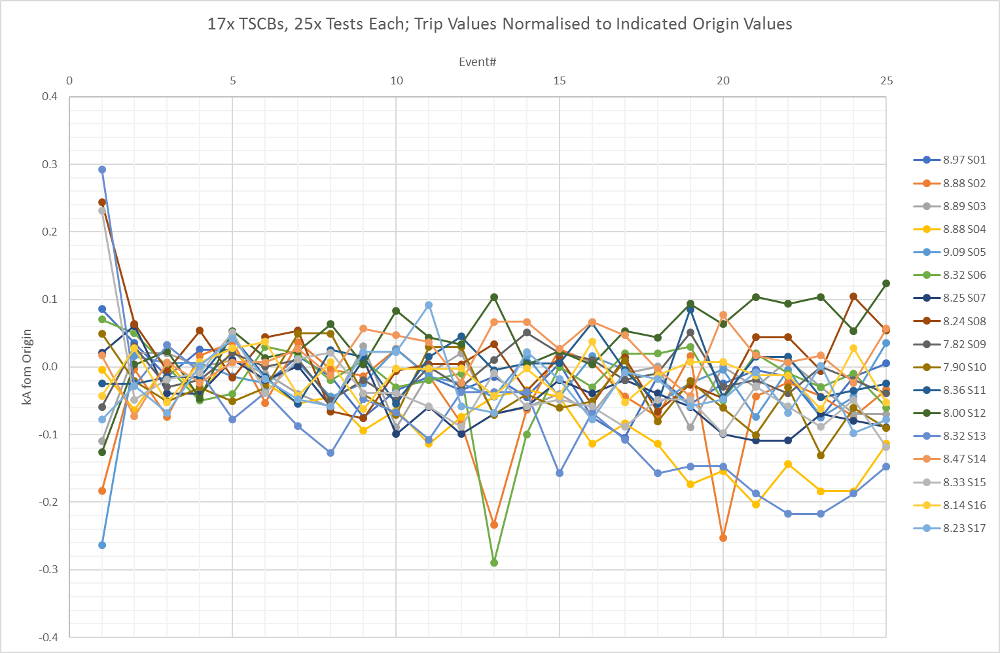 17x TSCBs, 25x Tests Each; Trip Values Normalised to Indicated Origin Values
Event#
0 5 10 15 20 25
kA fom Origin
0.4
0.3
0.2
0.1
0.0
-0.1
-0.2
-0.3
-0.4
8.97 S01
8.88 S02
8.89 S03
8.88 S04
9.09 S05
8.32 S06
8.25 S07
8.24 S08
7.82 S09
7.90 S10
8.36 S11
8.00 S12
8.32 S13
8.47 S14
8.33 S15
8.14 S16
8.23 S17